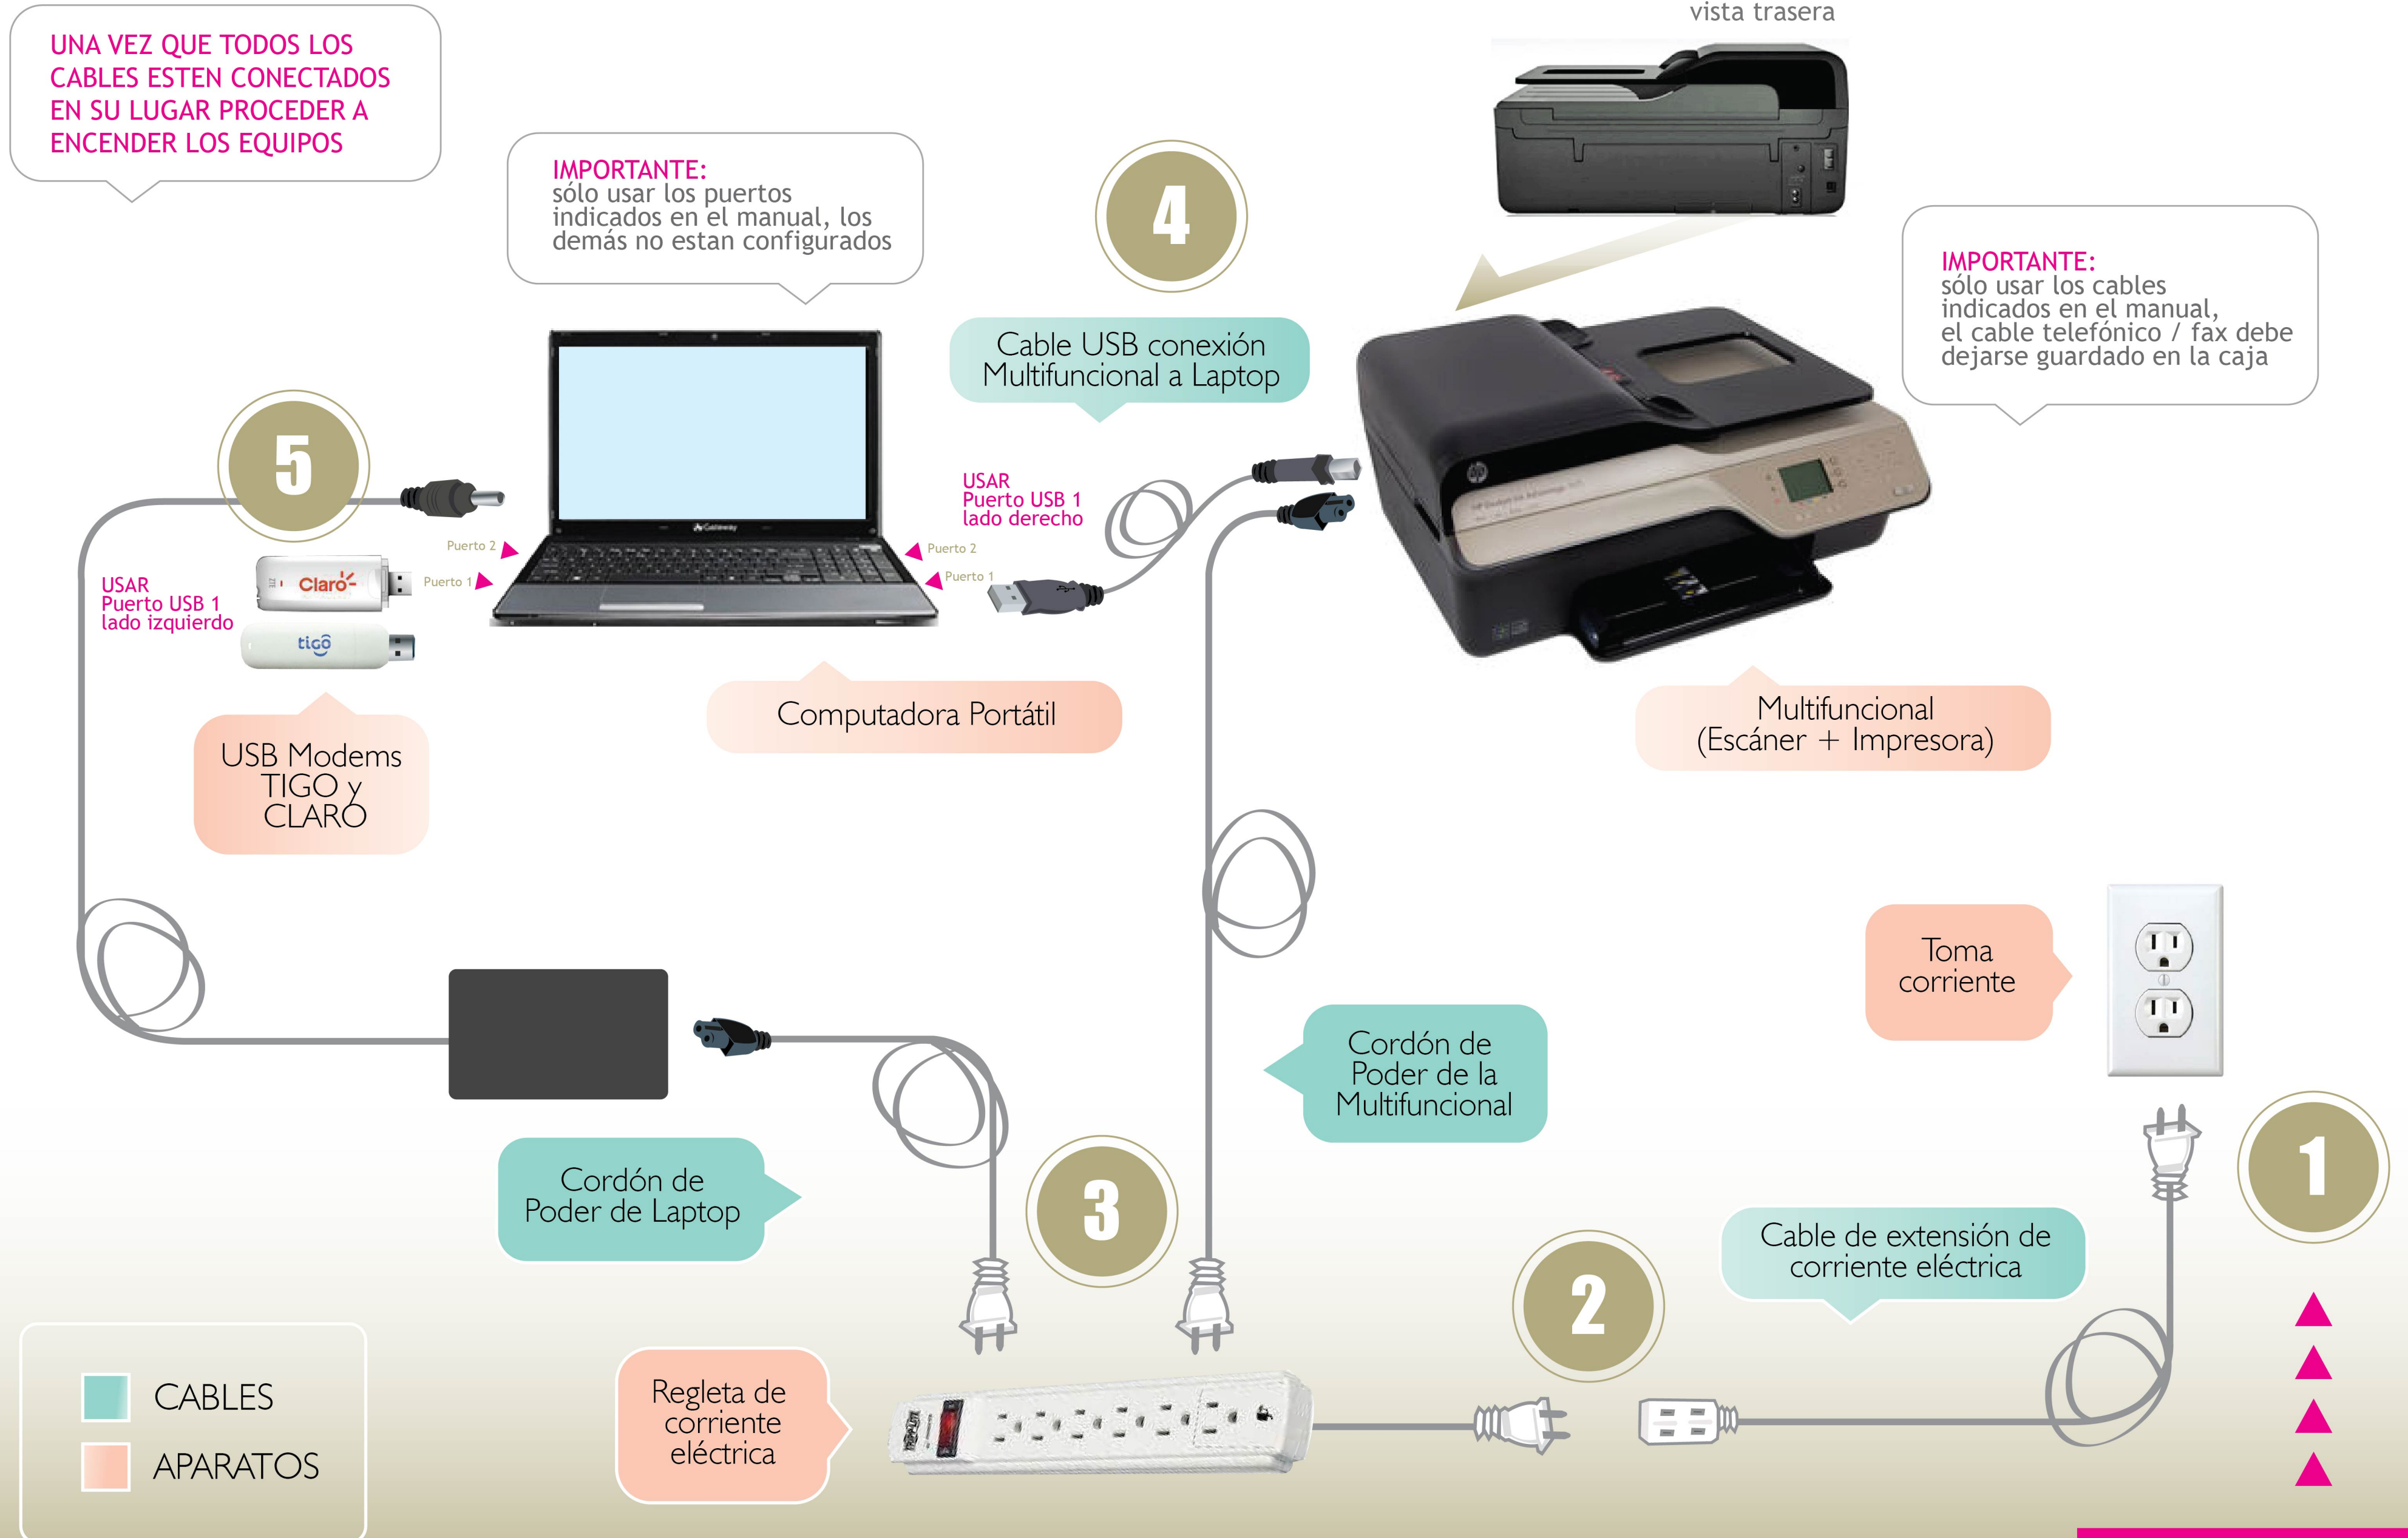 vista trasera
UNA VEZ QUE TODOS LOS
CABLES ESTEN CONECTADOS
EN SU LUGAR PROCEDER A
ENCENDER LOS EQUIPOS
IMPORTANTE:
sólo usar los puertos
indicados en el manual, los
demás no estan configurados
4
IMPORTANTE:
sólo usar los cables
indicados en el manual,
el cable telefónico / fax debe
dejarse guardado en la caja
Cable USB conexión
Multifuncional a Laptop
5
USAR
Puerto USB 1
lado derecho
hp
Gateway
Puerto 2
Puerto 1
Puerto 2
Puerto 1
USAR
Puerto USB 1
lado izquierdo
ZTE
Claro
tigo
USB Modems
TIGO y
CLARO
Computadora Portátil
Multifuncional
(Escáner + Impresora)
Toma
corriente
Cordón de
Poder de la
Multifuncional
Cordón de
Poder de Laptop
3
1
2
Cable de extensión de
corriente eléctrica
Regleta de
corriente
eléctrica
TRIPP-LITE
CABLES
APARATOS